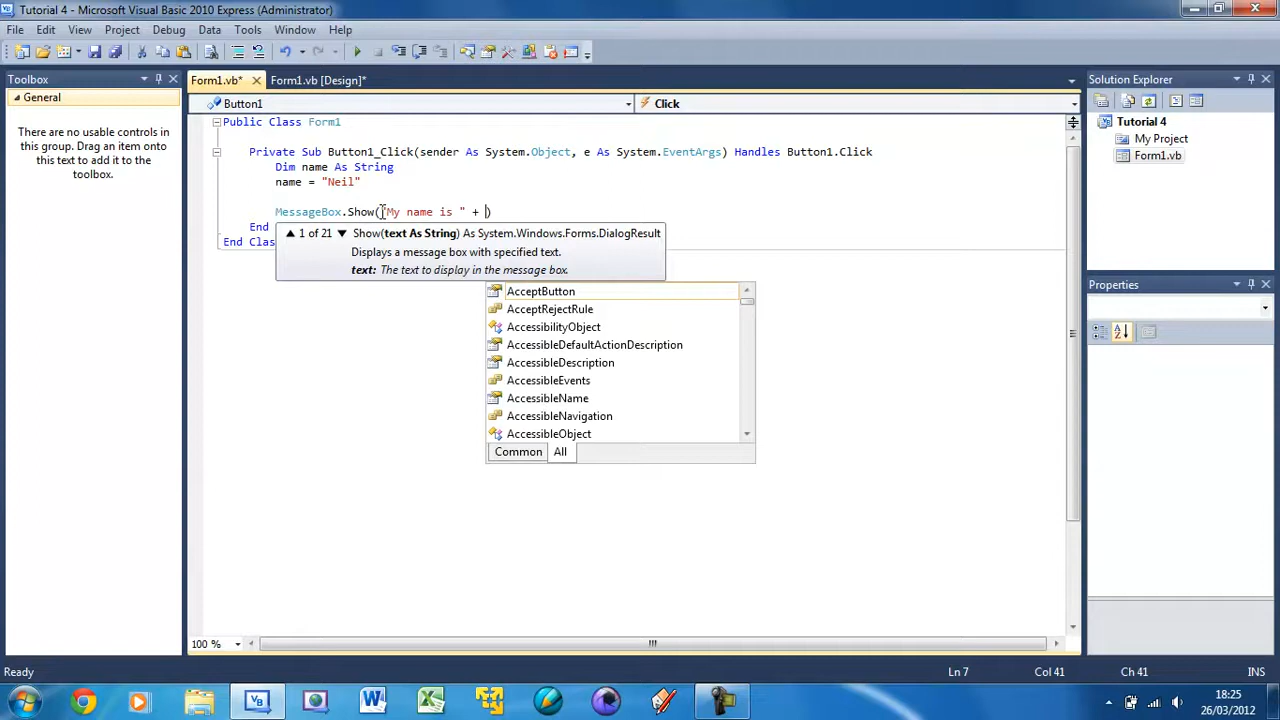 Tutorial 4 - Microsoft Visual Basic 2010 Express (Administrator)
File Edit View Project Debug Data Tools Window Help
Toolbox
General
There are no usable controls in
this group. Drag an item onto
this text to add it to the
toolbox.
Form1.vb* Form1.vb [Design]*
Button1 Click
Public Class Form1
Private Sub Button1_Click(sender As System.Object, e As System.EventArgs) Handles Button1.Click
Dim name As String
name = "Neil"
MessageBox.Show("My name is " + )
End
End Clas
1 of 21 Show(text As String) As System.Windows.Forms.DialogResult
Displays a message box with specified text.
text: The text to display in the message box.
AcceptButton
AcceptRejectRule
AccessibilityObject
AccessibleDefaultActionDescription
AccessibleDescription
AccessibleEvents
AccessibleName
AccessibleNavigation
AccessibleObject
Common All
100 %
Solution Explorer
Tutorial 4
My Project
Form1.vb
Properties
Ready Ln 7 Col 41 Ch 41 INS
18:25
26/03/2012